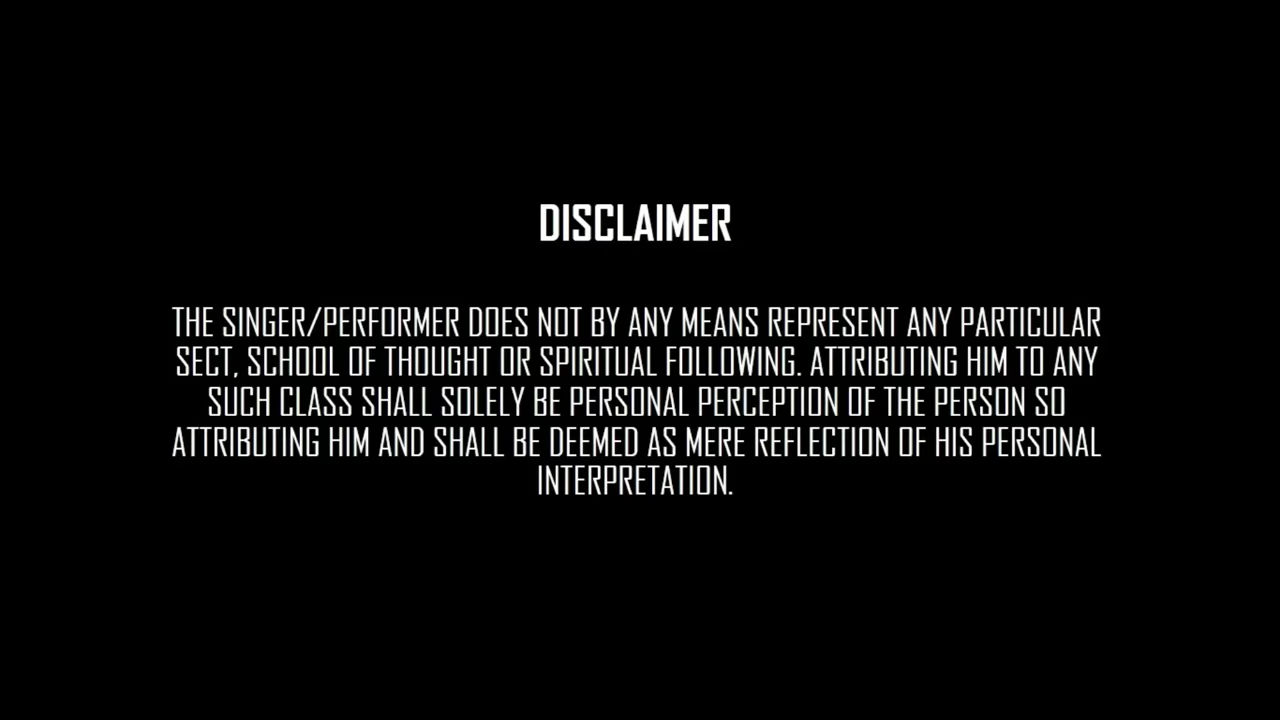 DISCLAIMER
THE SINGER/PERFORMER DOES NOT BY ANY MEANS REPRESENT ANY PARTICULAR
SECT, SCHOOL OF THOUGHT OR SPIRITUAL FOLLOWING. ATTRIBUTING HIM TO ANY
SUCH CLASS SHALL SOLELY BE PERSONAL PERCEPTION OF THE PERSON SO
ATTRIBUTING HIM AND SHALL BE DEEMED AS MERE REFLECTION OF HIS PERSONAL
INTERPRETATION.